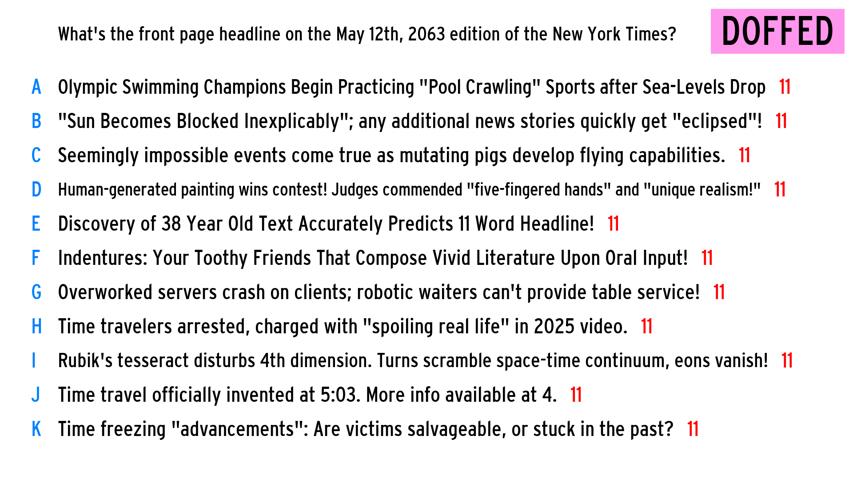 What's the front page headline on the May 12th, 2063 edition of the New York Times?
DOFFED
A Olympic Swimming Champions Begin Practicing "Pool Crawling" Sports after Sea-Levels Drop 11
B "Sun Becomes Blocked Inexplicably"; any additional news stories quickly get "eclipsed"! 11
C Seemingly impossible events come true as mutating pigs develop flying capabilities. 11
D Human-generated painting wins contest! Judges commended "five-fingered hands" and "unique realism!" 11
E Discovery of 38 Year Old Text Accurately Predicts 11 Word Headline! 11
F Indentures: Your Toothy Friends That Compose Vivid Literature Upon Oral Input! 11
G Overworked servers crash on clients; robotic waiters can't provide table service! 11
H Time travelers arrested, charged with "spoiling real life" in 2025 video. 11
I Rubik's tesseract disturbs 4th dimension. Turns scramble space-time continuum, eons vanish! 11
J Time travel officially invented at 5:03. More info available at 4. 11
K Time freezing "advancements": Are victims salvageable, or stuck in the past? 11